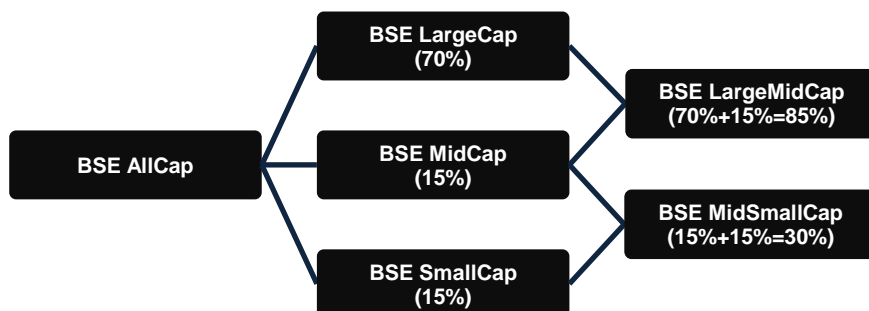 BSE AllCap
BSE LargeCap
(70%)
BSE MidCap
(15%)
BSE SmallCap
(15%)
BSE LargeMidCap
(70%+15%=85%)
BSE MidSmallCap
(15%+15%=30%)